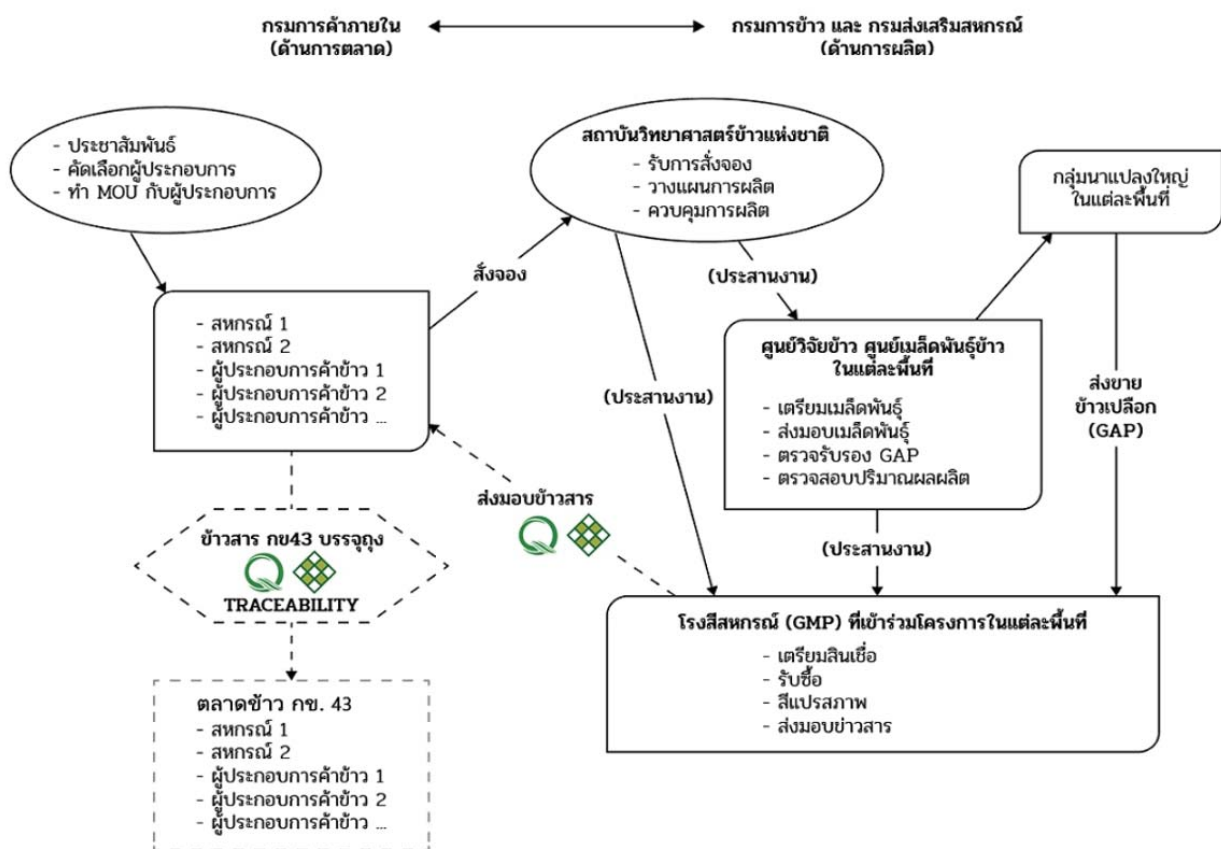 กรมการค้าภายใน
(ด้านการตลาด)
กรมการข้าว และ กรมส่งเสริมสหกรณ์
(ด้านการผลิต)
- ประชาสัมพันธ์
- คัดเลือกผู้ประกอบการ
- ทำ MOU กับผู้ประกอบการ
สถาบันวิทยาศาสตร์ข้าวแห่งชาติ
- รับการสั่งจอง
- วางแผนการผลิต
- ควบคุมการผลิต
กลุ่มนาแปลงใหญ่
ในแต่ละพื้นที่
สั่งจอง
(ประสานงาน)
- สหกรณ์ 1
- สหกรณ์ 2
- ผู้ประกอบการค้าข้าว 1
- ผู้ประกอบการค้าข้าว 2
- ผู้ประกอบการค้าข้าว ...
(ประสานงาน)
ศูนย์วิจัยข้าว ศูนย์เมล็ดพันธุ์ข้าว
ในแต่ละพื้นที่
- เตรียมเมล็ดพันธุ์
- ส่งมอบเมล็ดพันธุ์
- ตรวจรับรอง GAP
- ตรวจสอบปริมาณผลผลิต
ส่งขาย
ข้าวเปลือก
(GAP)
ส่งมอบข้าวสาร
Q
(ประสานงาน)
ข้าวสาร กข43 บรรจุถุง
Q
TRACEABILITY
โรงสีสหกรณ์ (GMP) ที่เข้าร่วมโครงการในแต่ละพื้นที่
- เตรียมสินเชื่อ
- รับซื้อ
- สีแปรสภาพ
- ส่งมอบข่าวสาร
ตลาดข้าว กข. 43
- สหกรณ์ 1
- สหกรณ์ 2
- ผู้ประกอบการค้าข้าว 1
- ผู้ประกอบการค้าข้าว 2
- ผู้ประกอบการค้าข้าว ...